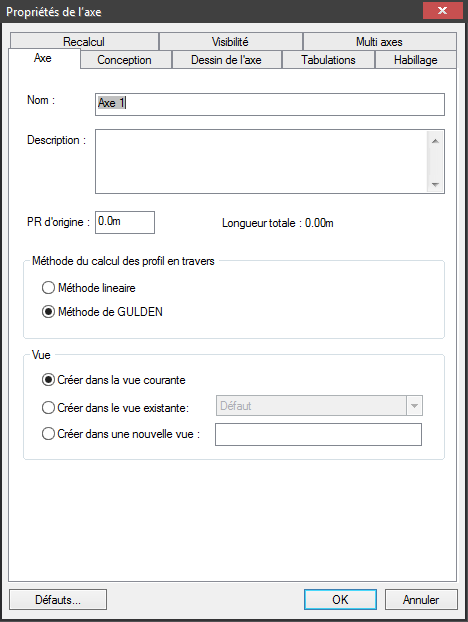 Propriétés de l'axe
Recalcul Visibilité Multi axes
Axe Conception Dessin de l'axe Tabulations Habillage
Nom : Axe 1
Description :
PR d'origine : 0.0m Longueur totale : 0.00m
Méthode du calcul des profil en travers
Méthode lineaire
Méthode de GULDEN
Vue
Créer dans la vue courante
Créer dans le vue existante: Défaut
Créer dans une nouvelle vue :
Défauts... OK Annuler